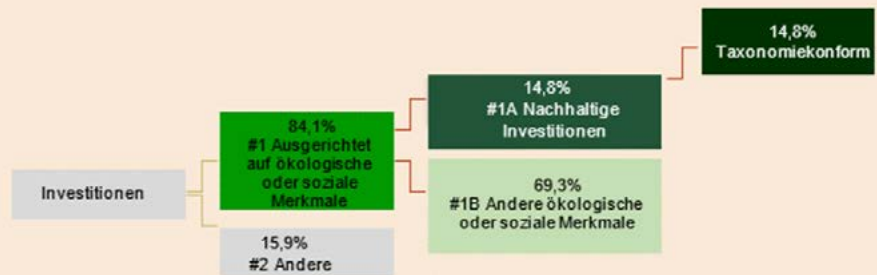 Investitionen
84,1%
#1 Ausgerichtet
auf ökologische
oder soziale
Merkmale
15,9%
#2 Andere
14,8%
#1A Nachhaltige
Investitionen
69,3%
#1B Andere ökologische
oder soziale Merkmale
14,8%
Taxonomiekonform